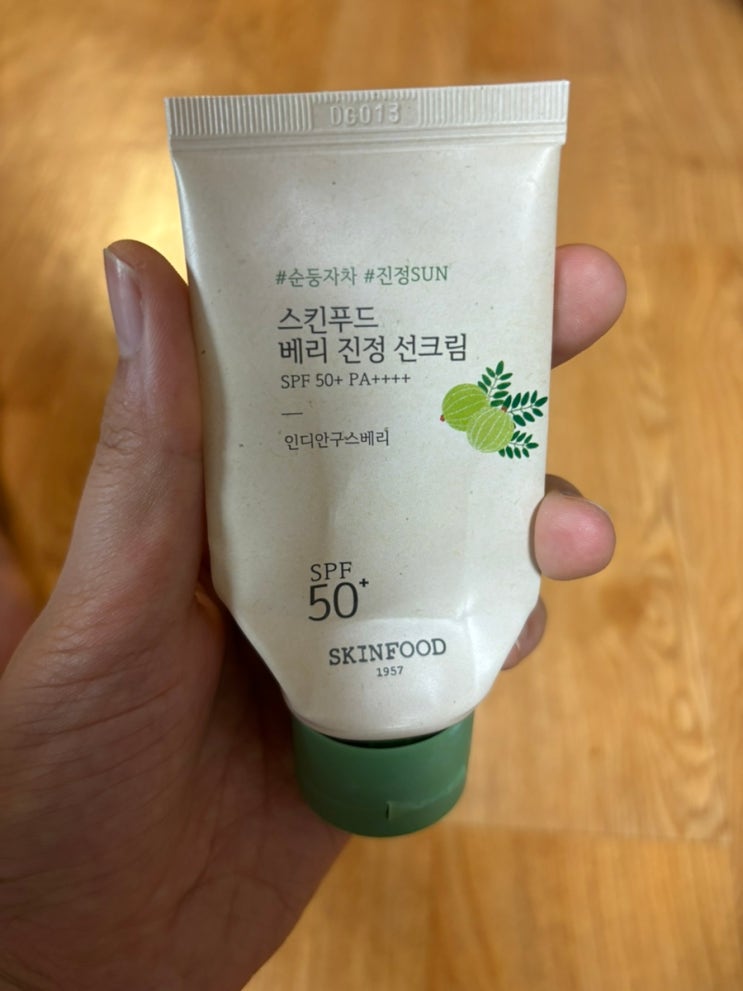 DG013
#순둥자차 #진정SUN
스킨푸드
베리 진정 선크림
SPF 50+ PA++++
인디안구스베리
SPF
50+
SKINFOOD
1957